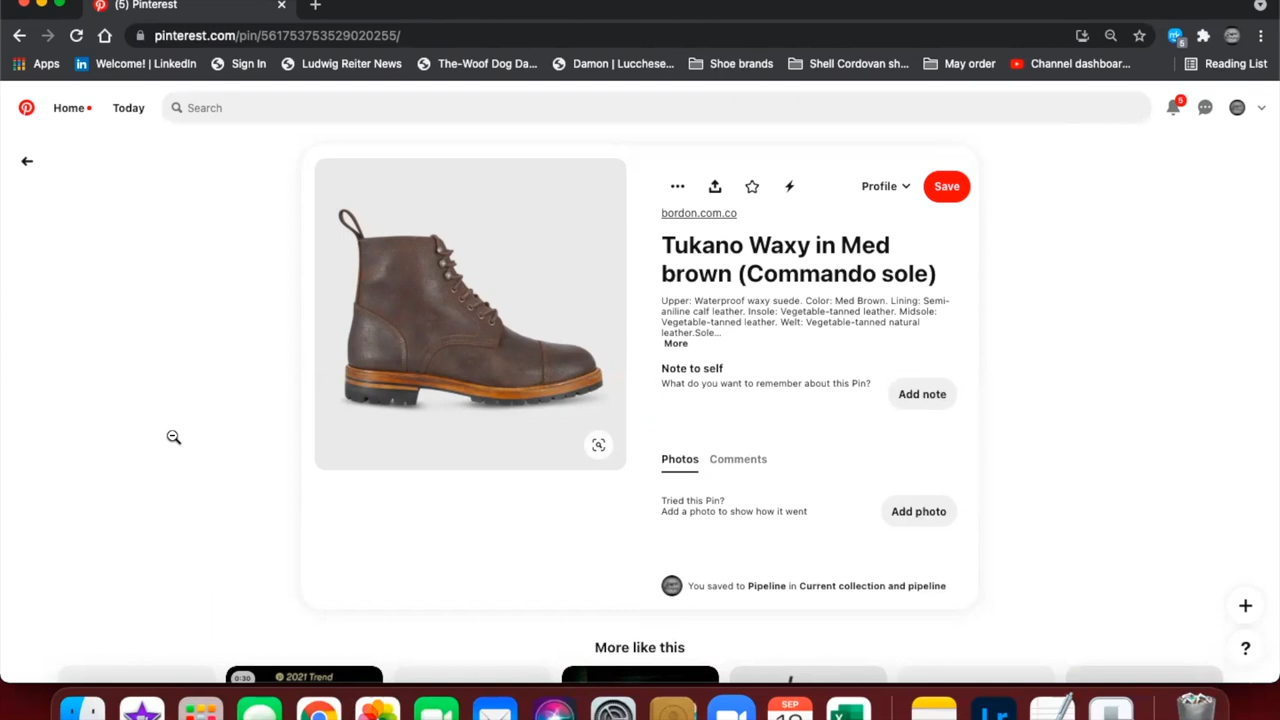 (5) Pinterest
pinterest.com/pin/561753753529020255/
5
Apps
Welcome! | LinkedIn
Sign In
Ludwig Reiter News
The-Woof Dog Da...
Damon | Lucchese...
Shoe brands
Shell Cordovan sh...
May order
Channel dashboar...
Reading List
Home
Today
Search
5
Profile
Save
bordon.com.co
Tukano Waxy in Med
brown (Commando sole)
Upper: Waterproof waxy suede. Color: Med Brown. Lining: Semi-
aniline calf leather. Insole: Vegetable-tanned leather. Midsole:
Vegetable-tanned leather. Welt: Vegetable-tanned natural
leather.Sole...
More
Note to self
What do you want to remember about this Pin?
Add note
Photos
Comments
Tried this Pin?
Add a photo to show how it went
Add photo
You saved to Pipeline in Current collection and pipeline
More like this
0:30
2021 Trend
SEP
Lr